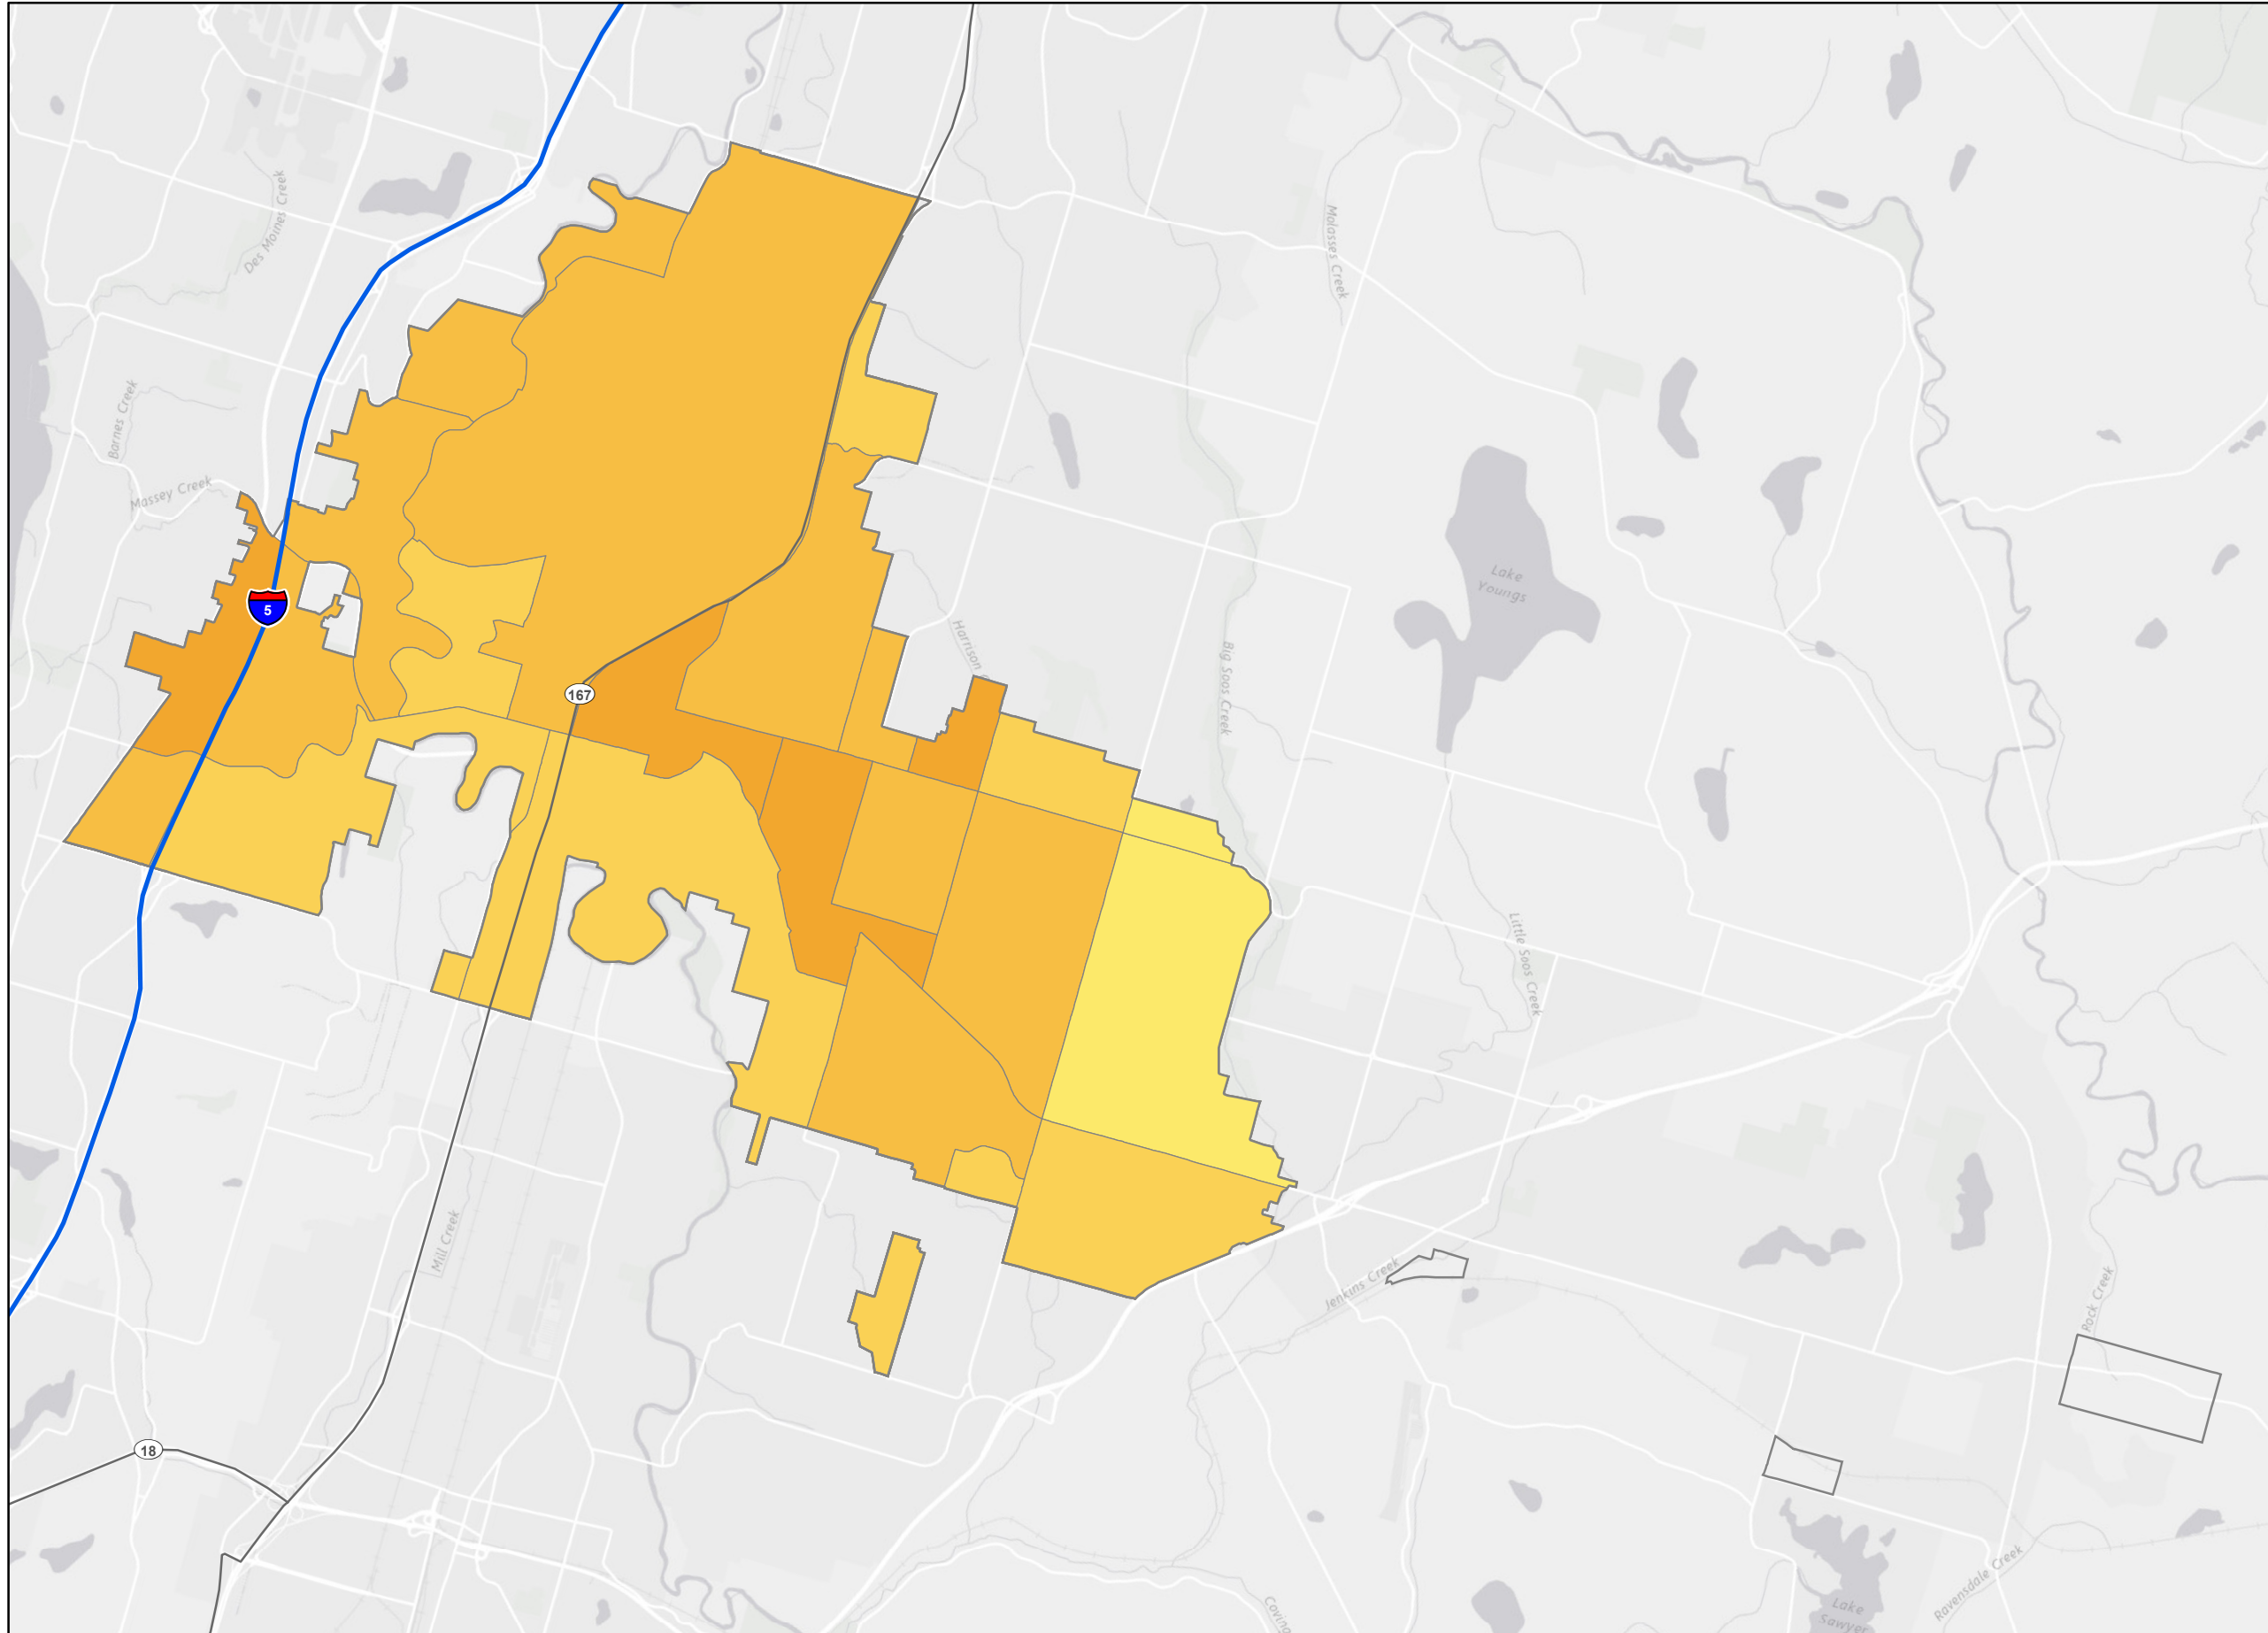 Des Moines Creek
Molasses Creek
Barnes Creek
Massey Creek
Lake
Youngs
5
Harrison
Big Soos Creek
167
Little Soos Creek
Mill Creek
Jenkins Creek
Rock Creek
18
Ravensdale Creek
Lake
Sawyer
Coving